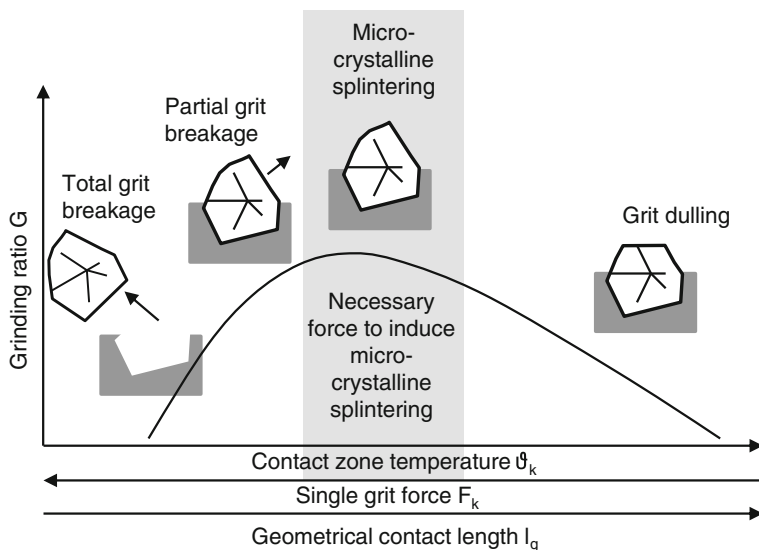 Micro-
crystalline
splintering
Partial grit
breakage
Total grit
breakage
Grit dulling
Grinding ratio G
Necessary
force to induce
micro-
crystalline
splintering
Contact zone temperature ϑk
Single grit force Fk
Geometrical contact length lg